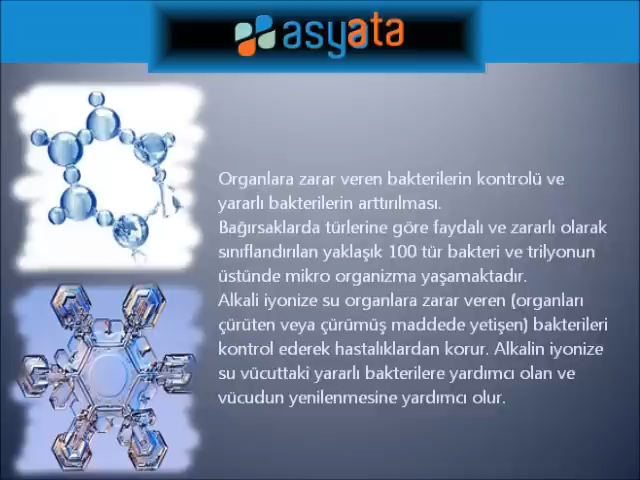 asyata
Organlara zarar veren bakterilerin kontrolü ve
yararlı bakterilerin arttırılması.
Bağırsaklarda türlerine göre faydalı ve zararlı olarak
sınıflandırılan yaklaşık 100 tür bakteri ve trilyonun
üstünde mikro organizma yaşamaktadır.
Alkali iyonize su organlara zarar veren (organları
çürüten veya çürümüş maddede yetişen) bakterileri
kontrol ederek hastalıklardan korur. Alkalin iyonize
su vücuttaki yararlı bakterilere yardımcı olan ve
vücudun yenilenmesine yardımcı olur.